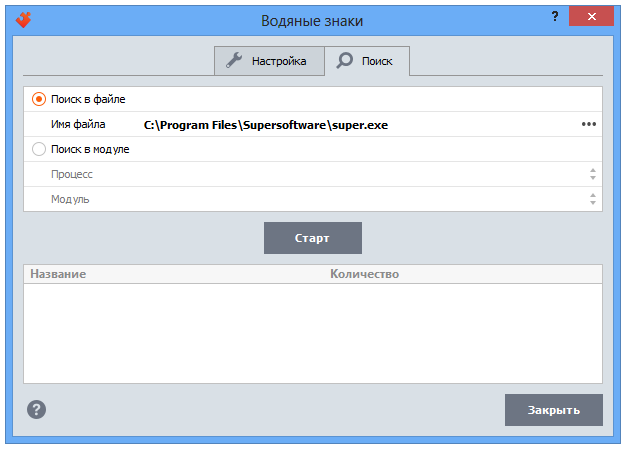 Водяные знаки
?
Настройка Поиск
Поиск в файле
Имя файла C:\Program Files\Supersoftware\super.exe •••
Поиск в модуле
Процесс
Модуль
Старт
Название Количество
? Закрыть